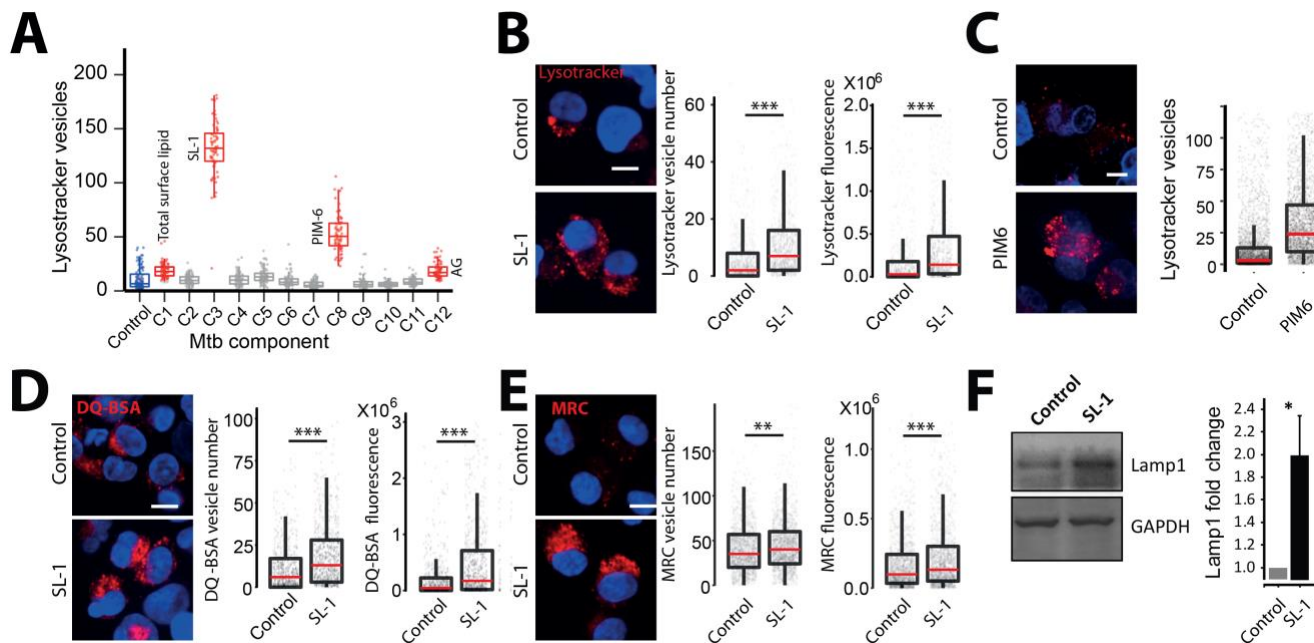 A
Lysostracker vesicles
200
150
100
50
0
Total surface lipid
SL-1
PIM-6
AG
Control
C1
C2
C3
C4
C5
C6
C7
C8
C9
C10
C11
C12
Mtb component
B
Lysotracker
Control
SL-1
Lysotracker vesicle number
60
40
20
0
***
Control
SL-1
X10⁶
Lysotracker fluorescence
2.0
1.5
1.0
0.5
0.0
***
Control
SL-1
C
Control
PIM6
Lysotracker vesicles
100
75
50
25
0
Control
PIM6
D
DQ-BSA
Control
SL-1
DQ-BSA vesicle number
100
75
50
25
0
***
Control
SL-1
X10⁶
DQ-BSA fluorescence
3
2
1
0
***
Control
SL-1
E
MRC
Control
SL-1
MRC vesicle number
150
100
50
0
**
Control
SL-1
X10⁶
MRC fluorescence
1.0
0.5
0.0
***
Control
SL-1
F
Control
SL-1
Lamp1
GAPDH
Lamp1 fold change
2.4
2.2
2.0
1.8
1.6
1.4
1.2
1.0
*
Control
SL-1